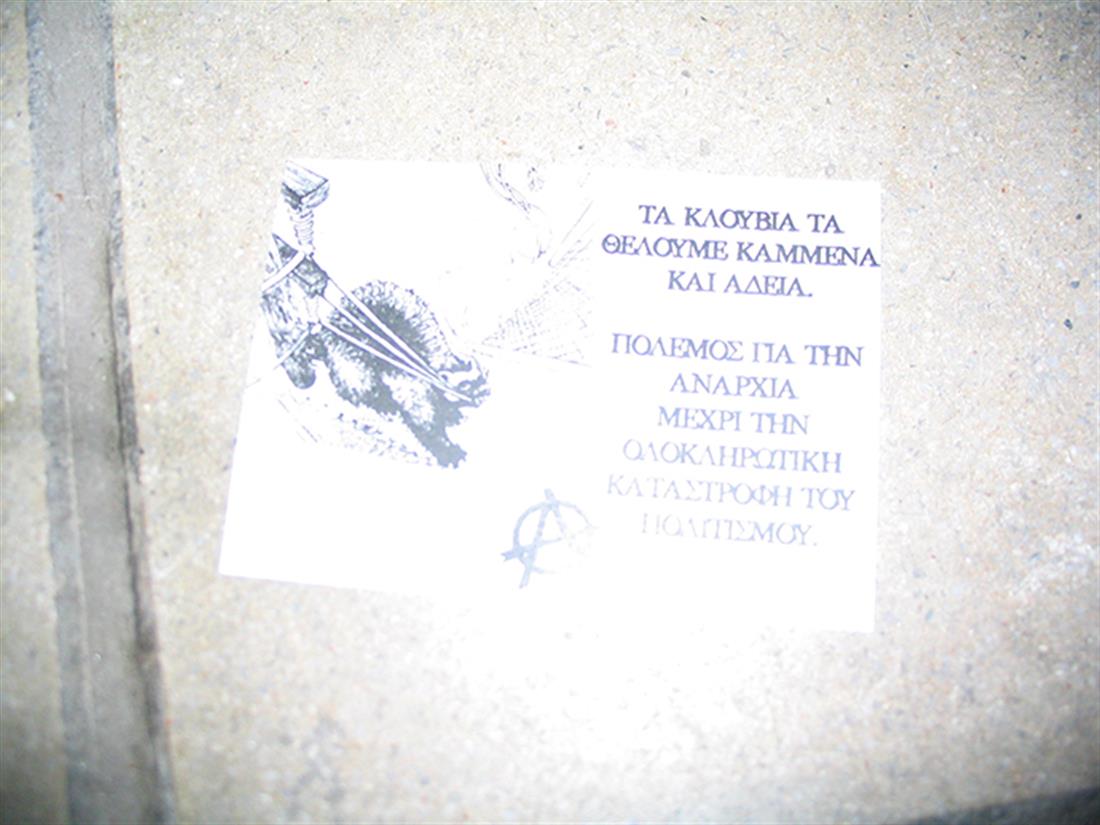 ΤΑ ΚΛΟΥΒΙΑ ΤΑ
ΘΕΛΟΥΜΕ ΚΑΜΜΕΝΑ
ΚΑΙ ΑΔΕΙΑ.
ΠΟΛΕΜΟΣ ΓΙΑ ΤΗΝ
ΑΝΑΡΧΙΑ
ΜΕΧΡΙ ΤΗΝ
ΟΛΟΚΛΗΡΩΤΙΚΗ
ΚΑΤΑΣΤΡΟΦΗ ΤΟΥ
ΠΟΛΙΤΙΣΜΟΥ.